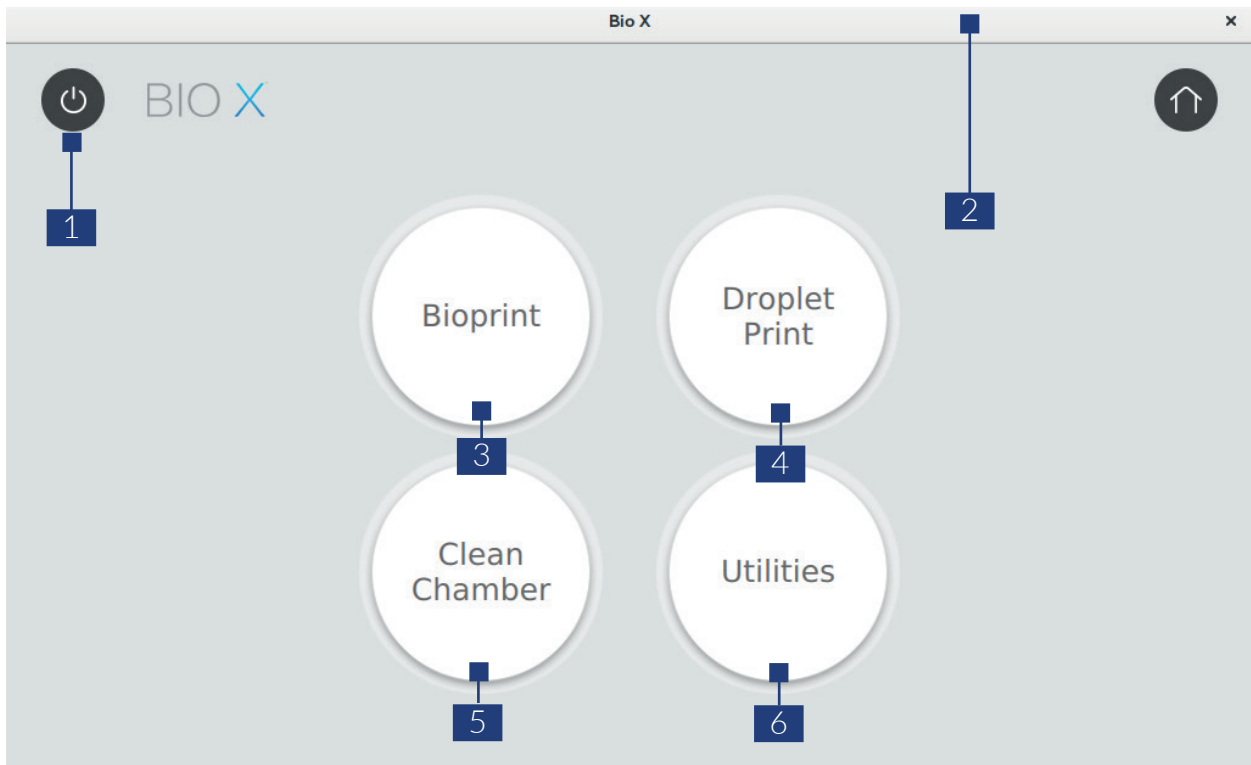 Bio X
BIO X
1
2
Bioprint
Droplet
Print
3
4
Clean
Chamber
Utilities
5
6